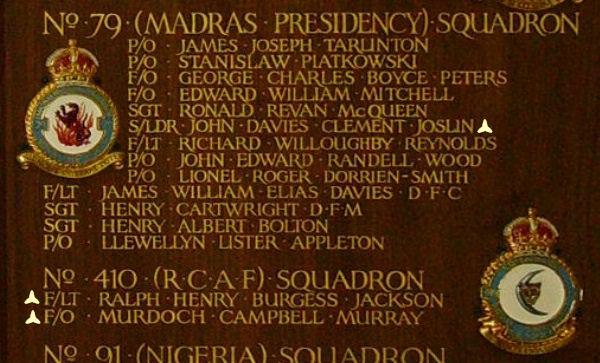 Nº · 79 · (MADRAS · PRESIDENCY) · SQUADRON
P/O · JAMES · JOSEPH · TARLINTON
P/O · STANISLAW · PIATKOWSKI
F/O · GEORGE · CHARLES · BOYCE · PETERS
F/O · EDWARD · WILLIAM · MITCHELL
SGT · RONALD · REVAN · McQUEEN
S/LDR · JOHN · DAVIES · CLEMENT · JOSLIN
F/LT · RICHARD · WILLOUGHBY · REYNOLDS
P/O · JOHN · EDWARD · RANDELL · WOOD
P/O · LIONEL · ROGER · DORRIEN-SMITH
F/LT · JAMES · WILLIAM · ELIAS · DAVIES · D·F·C
SGT · HENRY · CARTWRIGHT · D·F·M
SGT · HENRY · ALBERT · BOLTON
P/O · LLEWELLYN · LISTER · APPLETON
Nº · 410 · (R·C·A·F) · SQUADRON
F/LT · RALPH · HENRY · BURGESS · JACKSON
F/O · MURDOCH · CAMPBELL · MURRAY
Nº · 91 · (NIGERIA) · SQUADRON